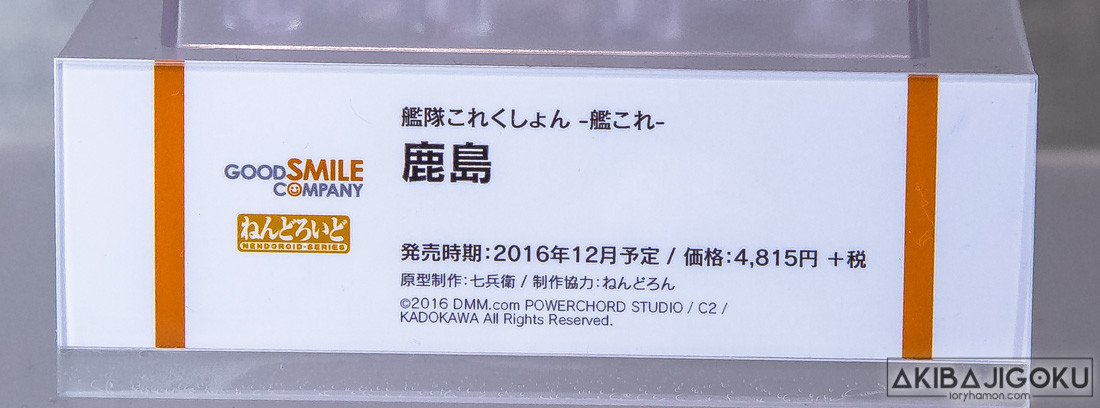 艦隊これくしょん -艦これ-
鹿島
GOODSMILE
COMPANY
ねんどろいど
NENDOROID-SERIES
発売時期:2016年12月予定 / 価格:4,815円 +税
原型制作:七兵衛 / 制作協力:ねんどろん
©2016 DMM.com POWERCHORD STUDIO / C2 /
KADOKAWA All Rights Reserved.
AKIBAJIGOKU
ioryhamon.com